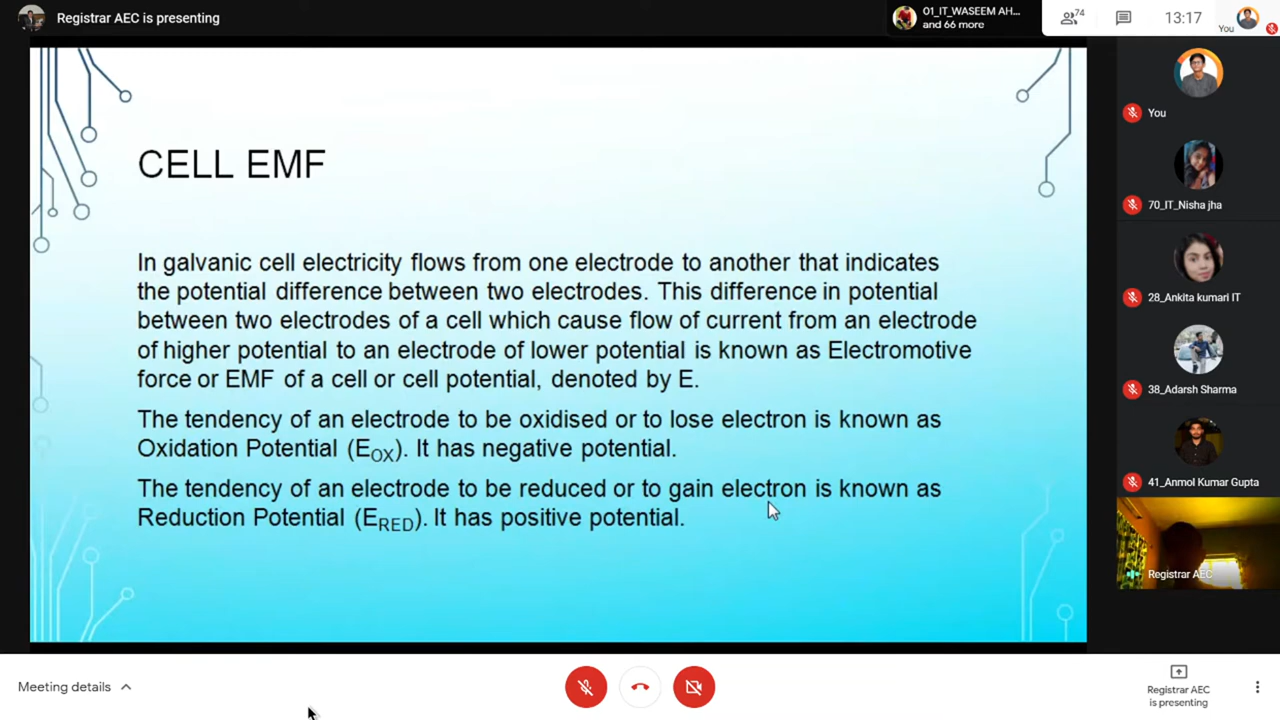 Registrar AEC is presenting
01_IT_WASEEM AH...
and 66 more
74
13:17
You
CELL EMF
In galvanic cell electricity flows from one electrode to another that indicates
the potential difference between two electrodes. This difference in potential
between two electrodes of a cell which cause flow of current from an electrode
of higher potential to an electrode of lower potential is known as Electromotive
force or EMF of a cell or cell potential, denoted by E.
The tendency of an electrode to be oxidised or to lose electron is known as
Oxidation Potential (EOX). It has negative potential.
The tendency of an electrode to be reduced or to gain electron is known as
Reduction Potential (ERED). It has positive potential.
You
70_IT_Nisha jha
28_Ankita kumari IT
38_Adarsh Sharma
41_Anmol Kumar Gupta
Registrar AEC
Meeting details
Registrar AEC
is presenting